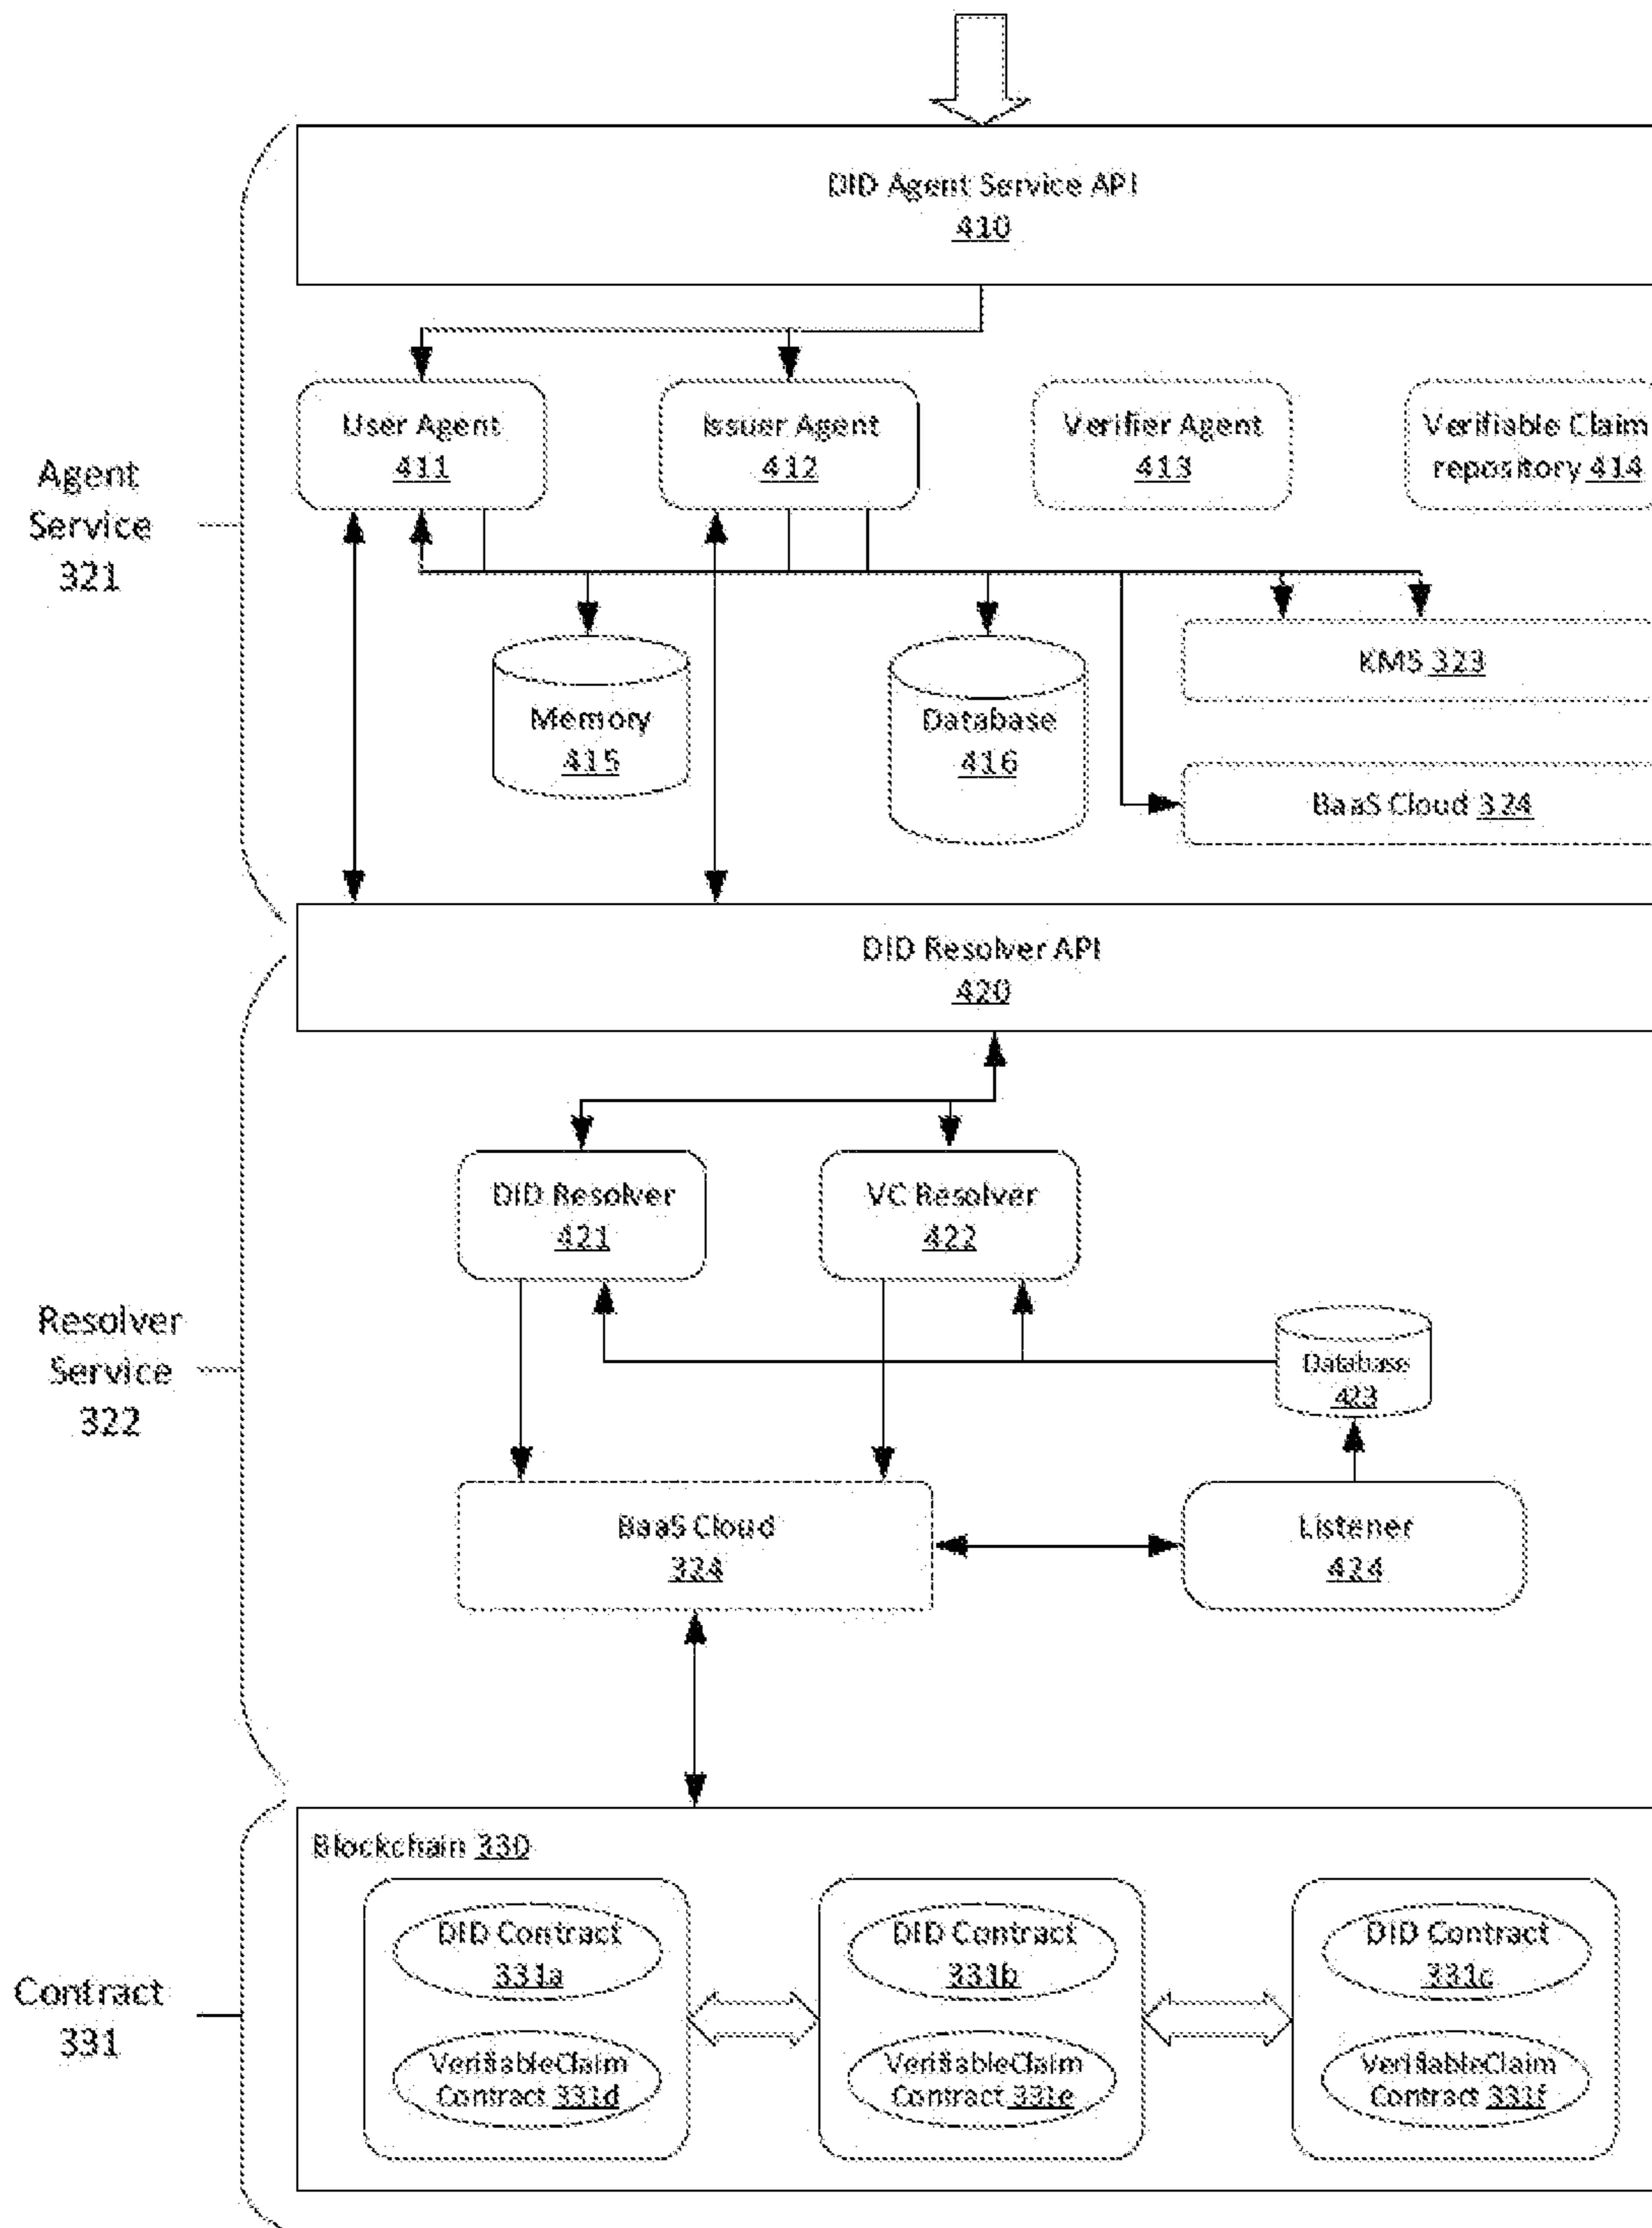 DID Agent Service API
410
User Agent
411
Issuer Agent
412
Verifier Agent
413
Verifiable Claim
repository 414
Agent
Service
321
Memory
415
Database
416
KMS 323
BaaS Cloud 324
DID Resolver API
420
DID Resolver
421
VC Resolver
422
Resolver
Service
322
Database
423
BaaS Cloud
324
Listener
424
Blockchain 330
DID Contract
331a
DID Contract
331b
DID Contract
331c
Contract
331
VerifiableClaim
Contract 331d
VerifiableClaim
Contract 331e
VerifiableClaim
Contract 331f